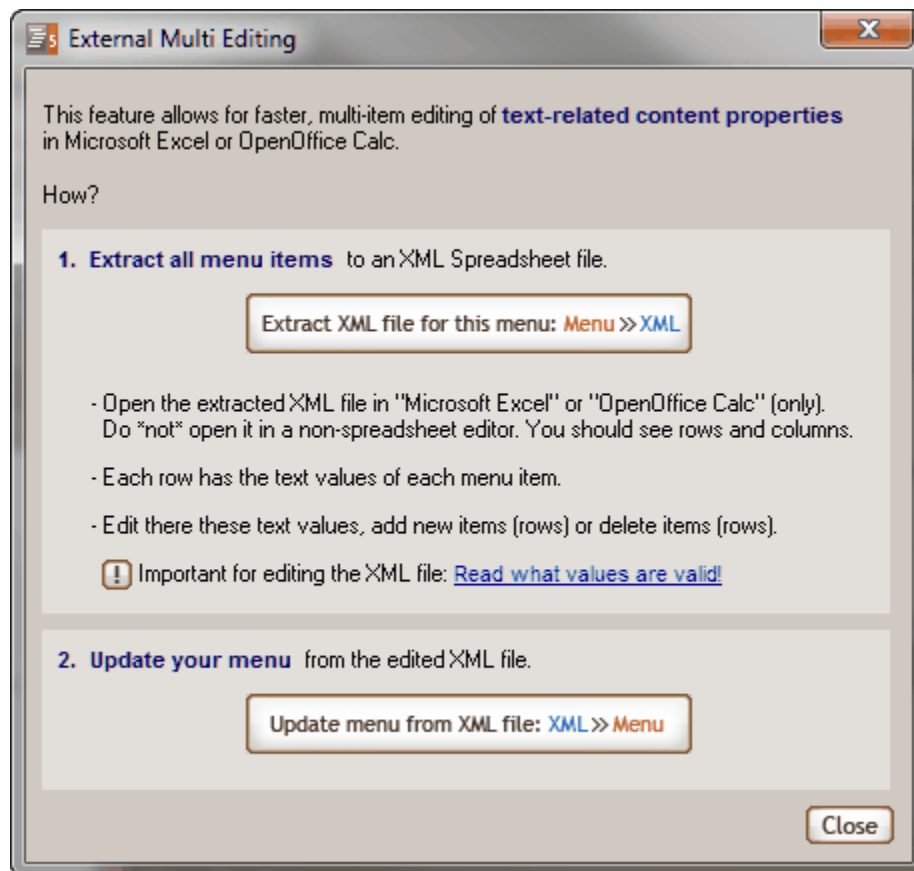 External Multi Editing
This feature allows for faster, multi-item editing of text-related content properties
in Microsoft Excel or OpenOffice Calc.
How?
1. Extract all menu items to an XML Spreadsheet file.
Extract XML file for this menu: Menu » XML
- Open the extracted XML file in "Microsoft Excel" or "OpenOffice Calc" (only).
Do *not* open it in a non-spreadsheet editor. You should see rows and columns.
- Each row has the text values of each menu item.
- Edit there these text values, add new items (rows) or delete items (rows).
! Important for editing the XML file: Read what values are valid!
2. Update your menu from the edited XML file.
Update menu from XML file: XML » Menu
Close